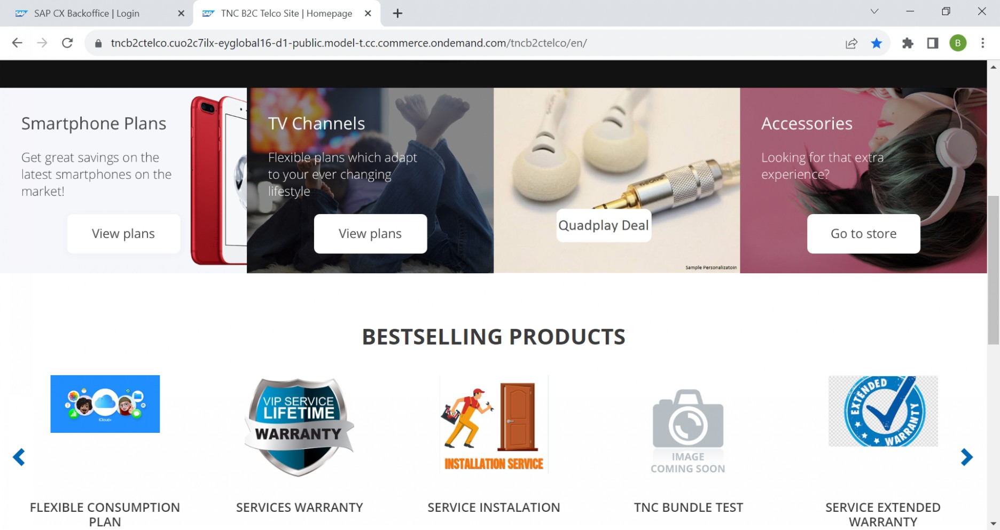 SAP CX Backoffice | Login
TNC B2C Telco Site | Homepage
tncb2ctelco.cuo2c7ilx-eyglobal16-d1-public.model-t.cc.commerce.ondemand.com/tncb2ctelco/en/
B
Smartphone Plans
Get great savings on the
latest smartphones on the
market!
View plans
TV Channels
Flexible plans which adapt
to your ever changing
lifestyle
View plans
Quadplay Deal
Sample Personalizatoin
Accessories
Looking for that extra
experience?
Go to store
BESTSELLING PRODUCTS
iCloud+
VIP SERVICE
LIFETIME
WARRANTY
INSTALLATION SERVICE
IMAGE
COMING SOON
EXTENDED
WARRANTY
FLEXIBLE CONSUMPTION
PLAN
SERVICES WARRANTY
SERVICE INSTALATION
TNC BUNDLE TEST
SERVICE EXTENDED
WARRANTY